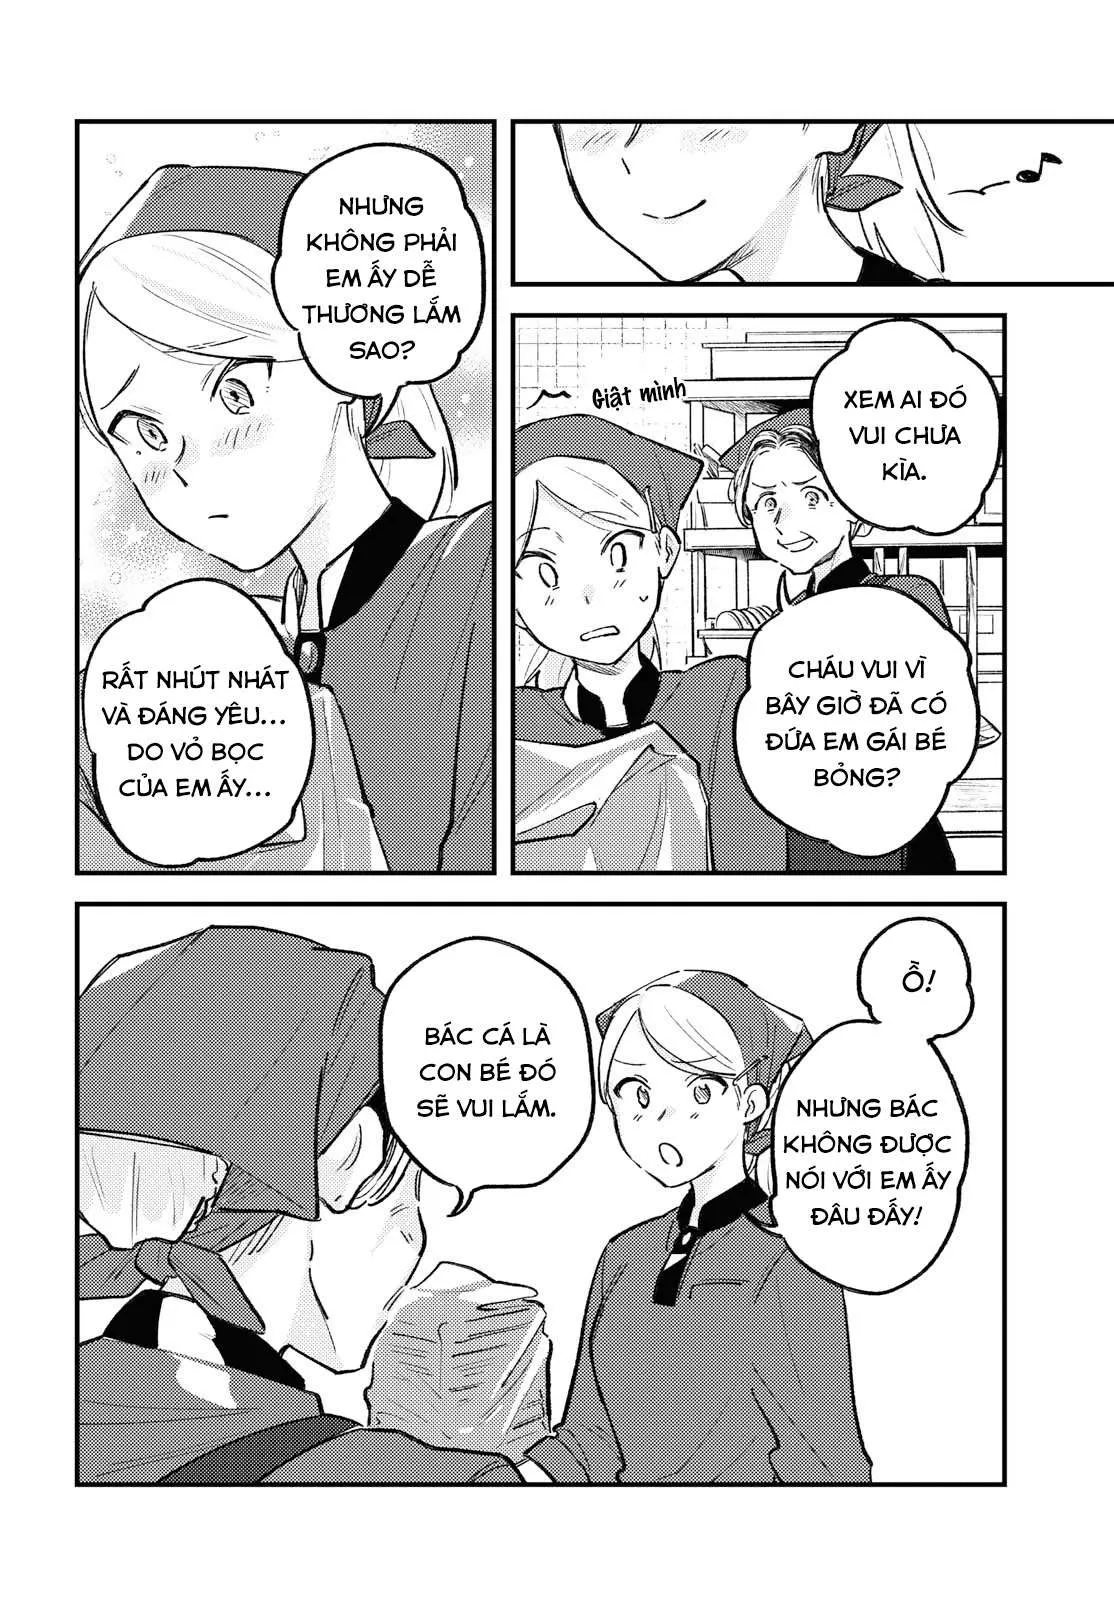 XEM AI ĐÓ
VUI CHƯA
KÌA.
Giật mình
CHÁU VUI VÌ
BÂY GIỜ ĐÃ CÓ
ĐỨA EM GÁI BÉ
BỎNG?
NHƯNG
KHÔNG PHẢI
EM ẤY DỄ
THƯƠNG LẮM
SAO?
RẤT NHÚT NHÁT
VÀ ĐÁNG YÊU...
DO VỎ BỌC
CỦA EM ẤY...
Ồ!
NHƯNG BÁC
KHÔNG ĐƯỢC
NÓI VỚI EM ẤY
ĐÂU ĐẤY!
BÁC CÁ LÀ
CON BÉ ĐÓ
SẼ VUI LẮM.